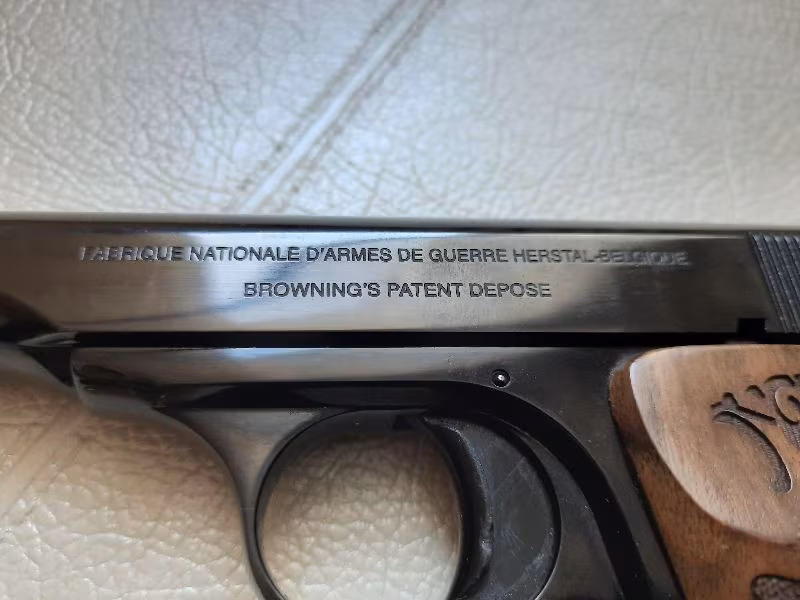 FABRIQUE NATIONALE D'ARMES DE GUERRE HERSTAL-BELGIQUE
BROWNING'S PATENT DEPOSE